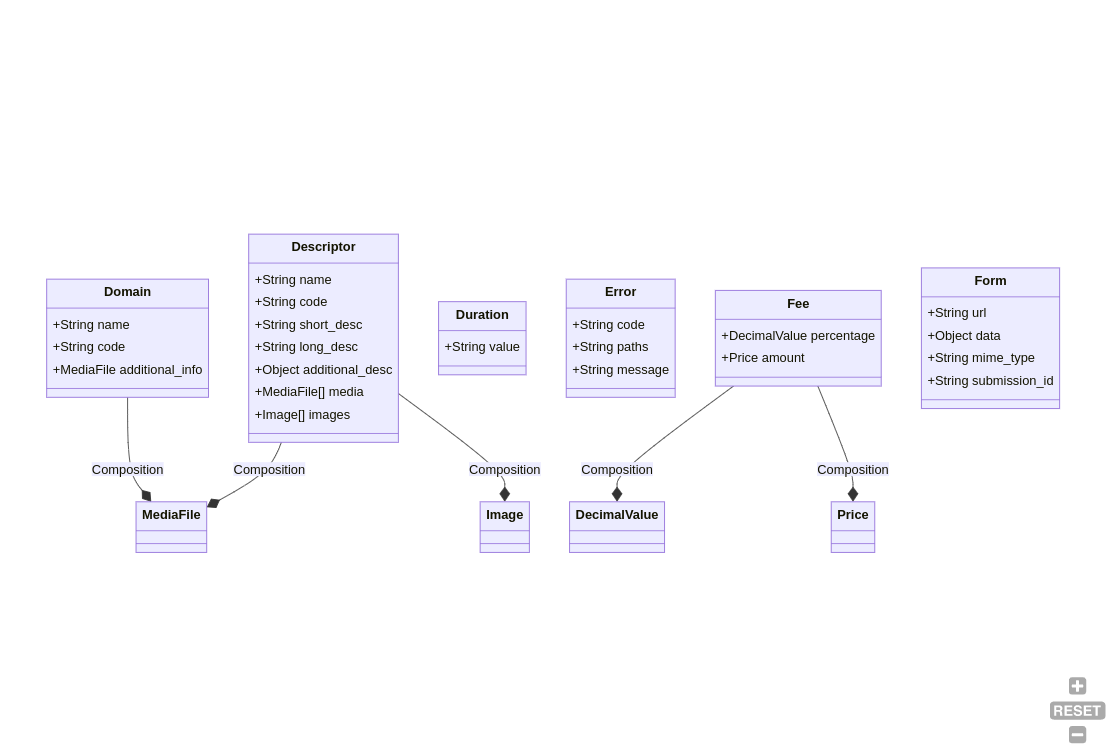 Domain
+String name
+String code
+MediaFile additional_info
Descriptor
+String name
+String code
+String short_desc
+String long_desc
+Object additional_desc
+MediaFile[] media
+Image[] images
Duration
+String value
Error
+String code
+String paths
+String message
Fee
+DecimalValue percentage
+Price amount
Form
+String url
+Object data
+String mime_type
+String submission_id
Composition
Composition
Composition
Composition
Composition
MediaFile
Image
DecimalValue
Price
RESET